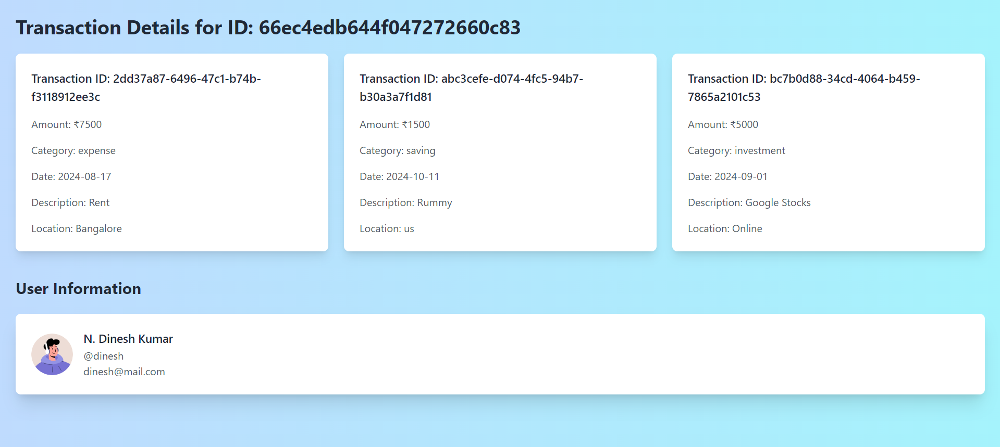 Transaction Details for ID: 66ec4edb644f047272660c83
Transaction ID: 2dd37a87-6496-47c1-b74b-
f3118912ee3c
Amount: ₹7500
Category: expense
Date: 2024-08-17
Description: Rent
Location: Bangalore
Transaction ID: abc3cefe-d074-4fc5-94b7-
b30a3a7f1d81
Amount: ₹1500
Category: saving
Date: 2024-10-11
Description: Rummy
Location: us
Transaction ID: bc7b0d88-34cd-4064-b459-
7865a2101c53
Amount: ₹5000
Category: investment
Date: 2024-09-01
Description: Google Stocks
Location: Online
User Information
N. Dinesh Kumar
@dinesh
dinesh@mail.com